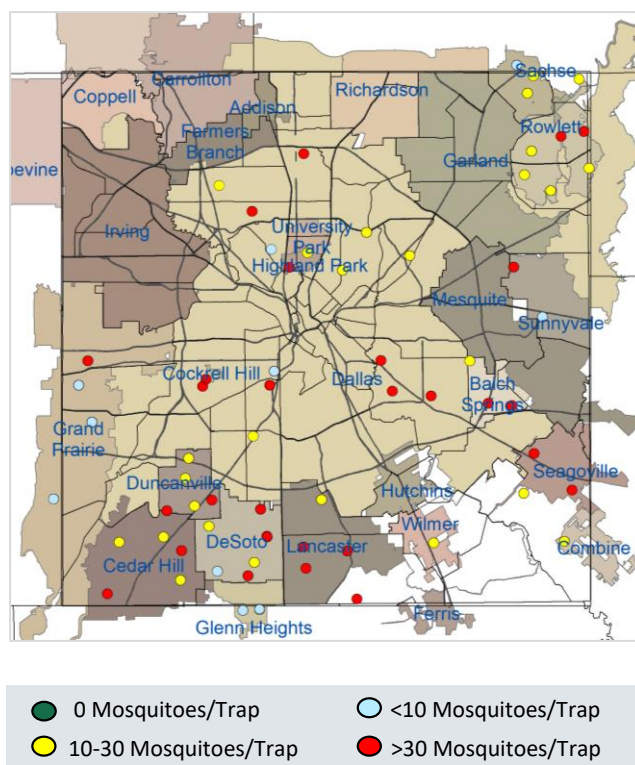 Sachse
Carrollton
Coppell
Richardson
Addison
Rowlett
Farmers
Branch
Garland
evine
University
Park
Irving
Highland Park
Mesquite
Sunnyvale
Cockrell Hill
Dallas
Balch
Springs
Grand
Prairie
Seagoville
Duncanville
Hutchins
Wilmer
DeSoto
Lancaster
Combine
Cedar Hill
Ferris
Glenn Heights
0 Mosquitoes/Trap
<10 Mosquitoes/Trap
10-30 Mosquitoes/Trap
>30 Mosquitoes/Trap